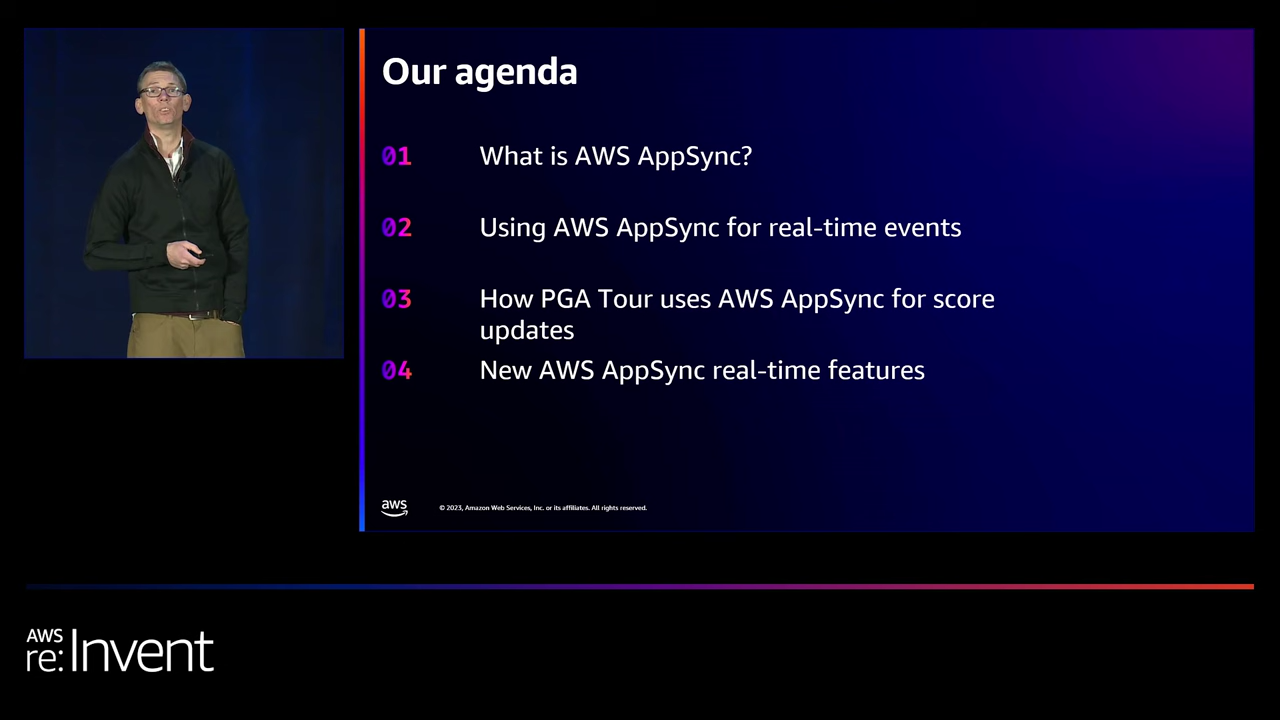 Our agenda
01 What is AWS AppSync?
02 Using AWS AppSync for real-time events
03 How PGA Tour uses AWS AppSync for score
updates
04 New AWS AppSync real-time features
aws
© 2023, Amazon Web Services, Inc. or its affiliates. All rights reserved.
AWS
re:Invent